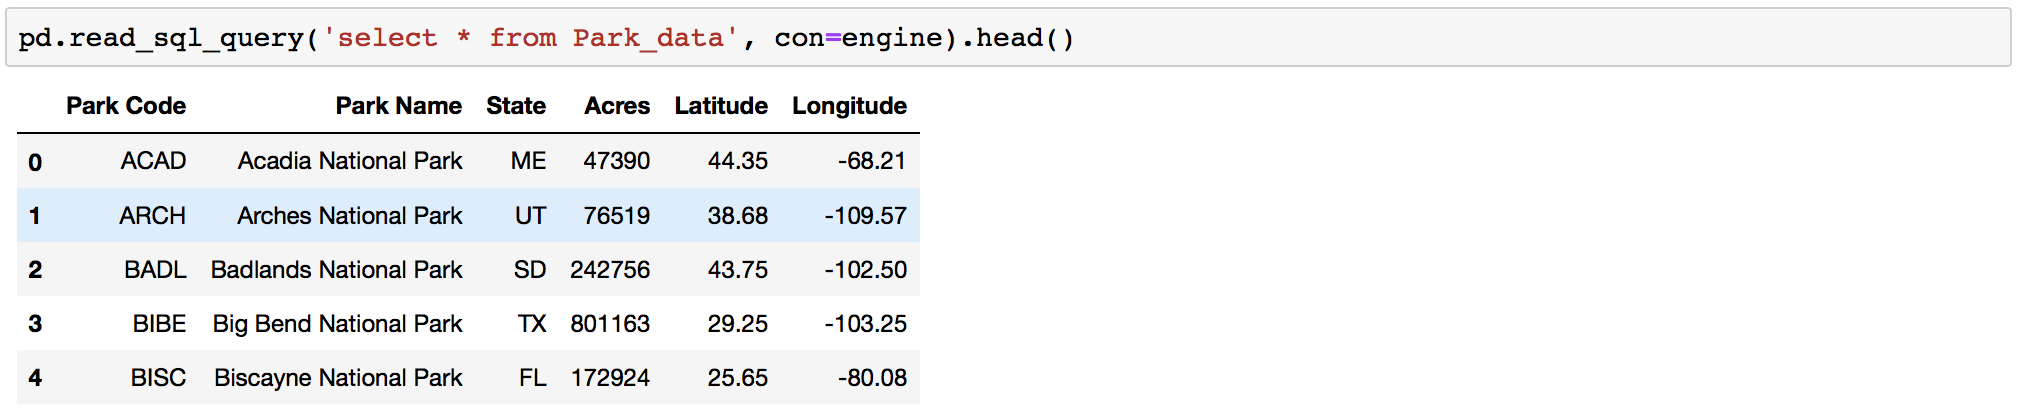 pd.read_sql_query('select * from Park_data', con=engine).head()
Park Code Park Name State Acres Latitude Longitude
0 ACAD Acadia National Park ME 47390 44.35 -68.21
1 ARCH Arches National Park UT 76519 38.68 -109.57
2 BADL Badlands National Park SD 242756 43.75 -102.50
3 BIBE Big Bend National Park TX 801163 29.25 -103.25
4 BISC Biscayne National Park FL 172924 25.65 -80.08